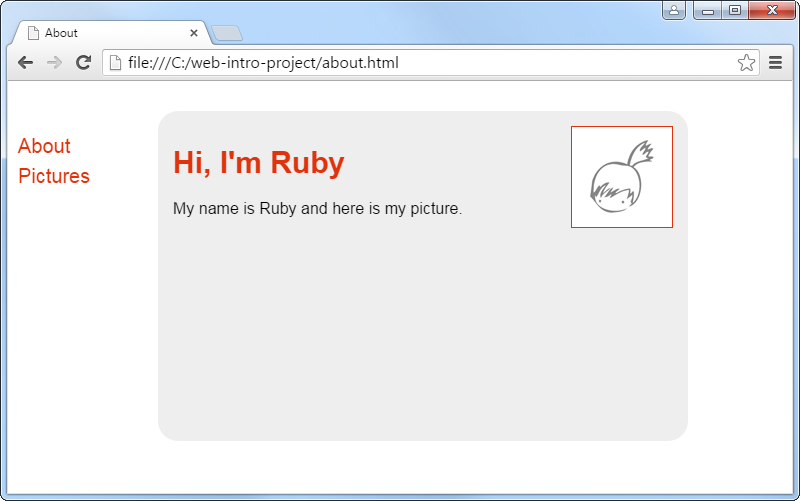 About
file:///C:/web-intro-project/about.html
About
Pictures
Hi, I'm Ruby
My name is Ruby and here is my picture.